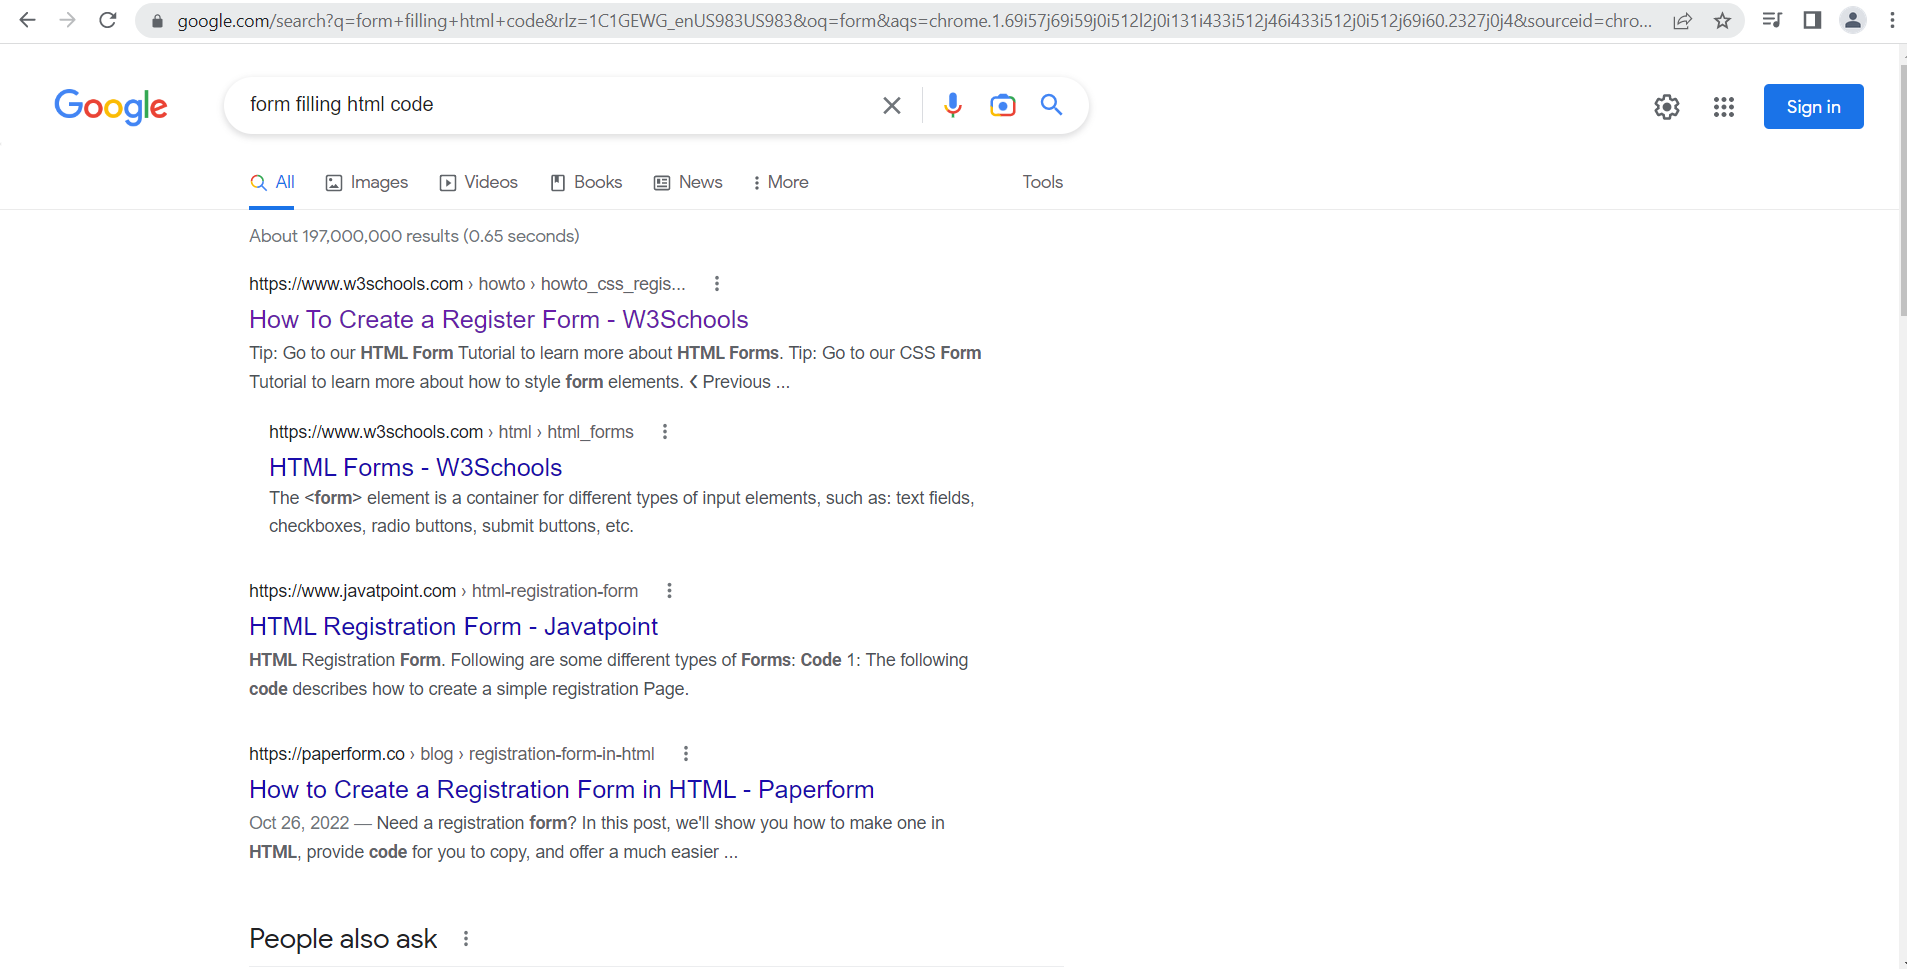 google.com/search?q=form+filling+html+code&rlz=1C1GEWG_enUS983US983&oq=form&aqs=chrome.1.69i57j69i59j0i512l2j0i131i433i512j46i433i512j0i512j69i60.2327j0j4&sourceid=chro...
Google
form filling html code
Sign in
All Images Videos Books News More Tools
About 197,000,000 results (0.65 seconds)
https://www.w3schools.com › howto › howto_css_regis...
How To Create a Register Form - W3Schools
Tip: Go to our HTML Form Tutorial to learn more about HTML Forms. Tip: Go to our CSS Form
Tutorial to learn more about how to style form elements. ❮ Previous ...
https://www.w3schools.com › html › html_forms
HTML Forms - W3Schools
The <form> element is a container for different types of input elements, such as: text fields,
checkboxes, radio buttons, submit buttons, etc.
https://www.javatpoint.com › html-registration-form
HTML Registration Form - Javatpoint
HTML Registration Form. Following are some different types of Forms: Code 1: The following
code describes how to create a simple registration Page.
https://paperform.co › blog › registration-form-in-html
How to Create a Registration Form in HTML - Paperform
Oct 26, 2022 — Need a registration form? In this post, we'll show you how to make one in
HTML, provide code for you to copy, and offer a much easier ...
People also ask